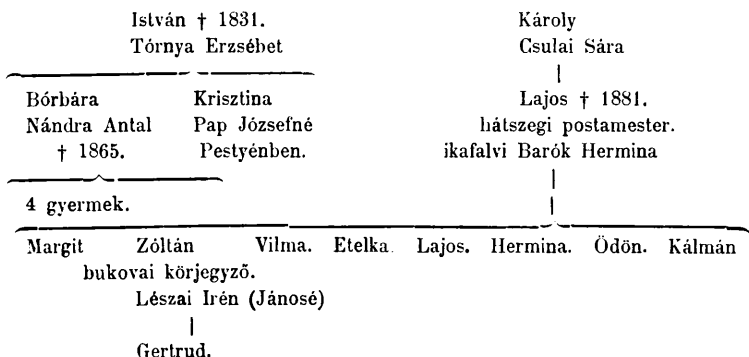 István † 1831. Károly
Tórnya Erzsébet Csulai Sára
Bórbára Krisztina Lajos † 1881.
Nándra Antal Pap Józsefné hátszegi postamester.
† 1865. Pestyénben. ikafalvi Barók Hermina
4 gyermek.
Margit Zóltán Vilma. Etelka. Lajos. Hermina. Ödön. Kálmán
bukovai körjegyző.
Lészai Irén (Jánosé)
Gertrud.